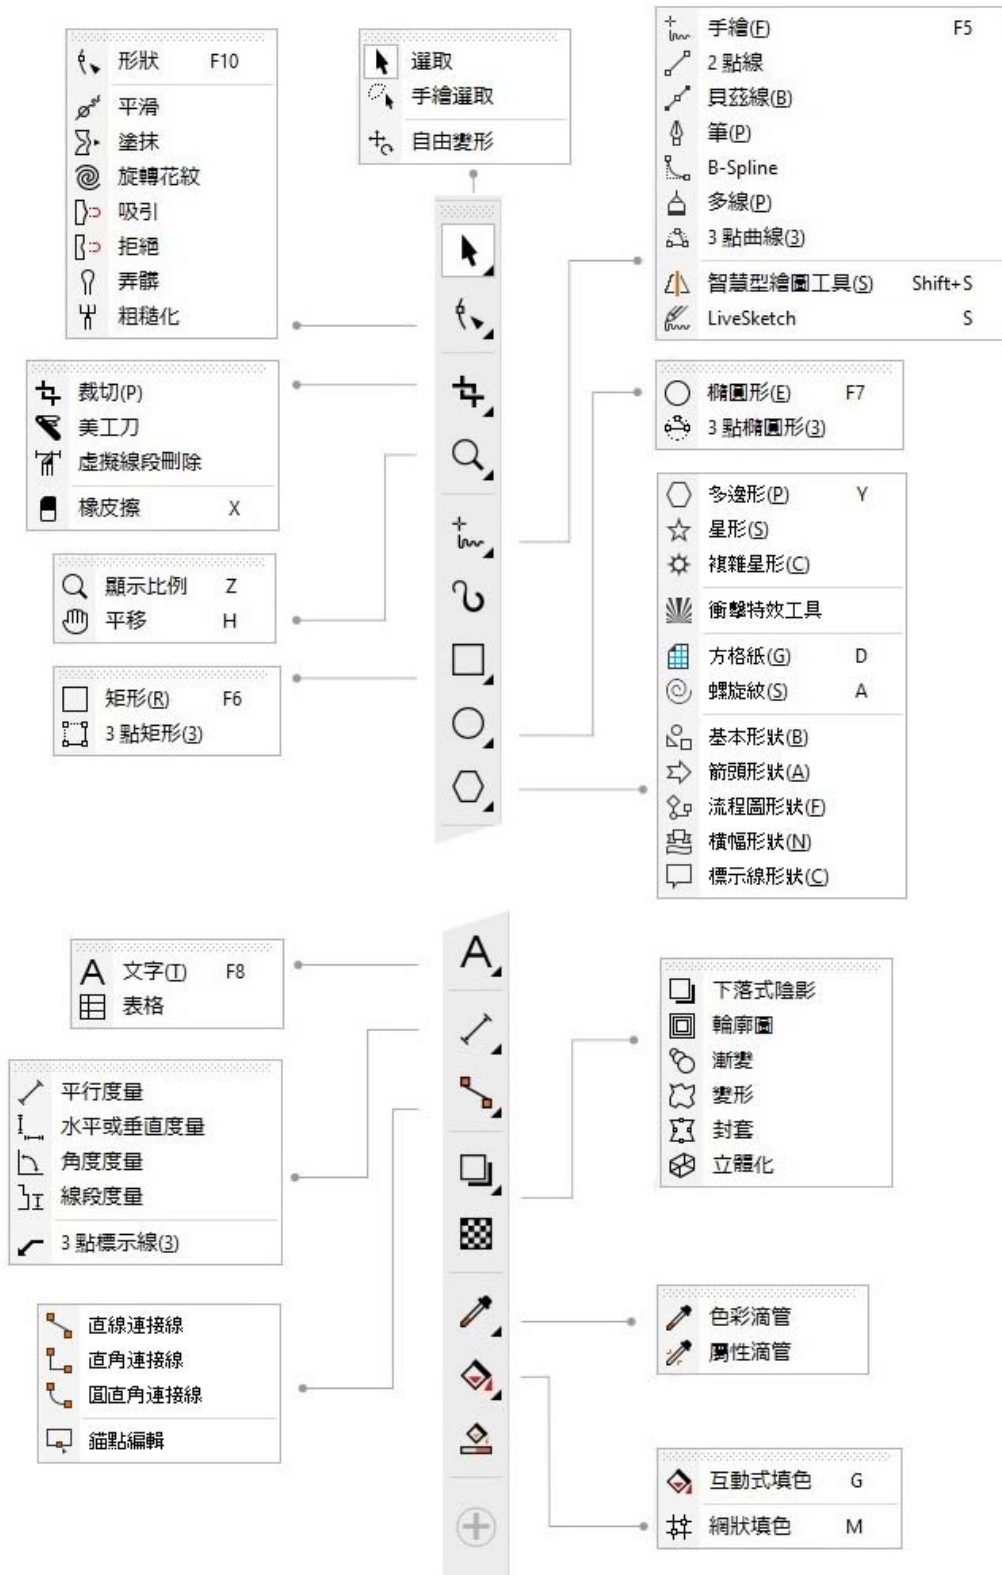 形狀 F10
平滑
塗抹
旋轉花紋
吸引
拒絕
弄髒
粗糙化
選取
手繪選取
自由變形
手繪(F) F5
2 點線
貝茲線(B)
筆(P)
B-Spline
多線(P)
3 點曲線(3)
智慧型繪圖工具(S) Shift+S
LiveSketch S
裁切(P)
美工刀
虛擬線段刪除
橡皮擦 X
橢圓形(E) F7
3 點橢圓形(3)
顯示比例 Z
平移 H
矩形(R) F6
3 點矩形(3)
多邊形(P) Y
星形(S)
複雜星形(C)
衝擊特效工具
方格紙(G) D
螺旋紋(S) A
基本形狀(B)
箭頭形狀(A)
流程圖形狀(F)
橫幅形狀(N)
標示線形狀(C)
文字(T) F8
表格
平行度量
水平或垂直度量
角度度量
線段度量
3 點標示線(3)
直線連接線
直角連接線
圓直角連接線
錨點編輯
下落式陰影
輪廓圖
漸變
變形
封套
立體化
色彩滴管
屬性滴管
互動式填色 G
網狀填色 M